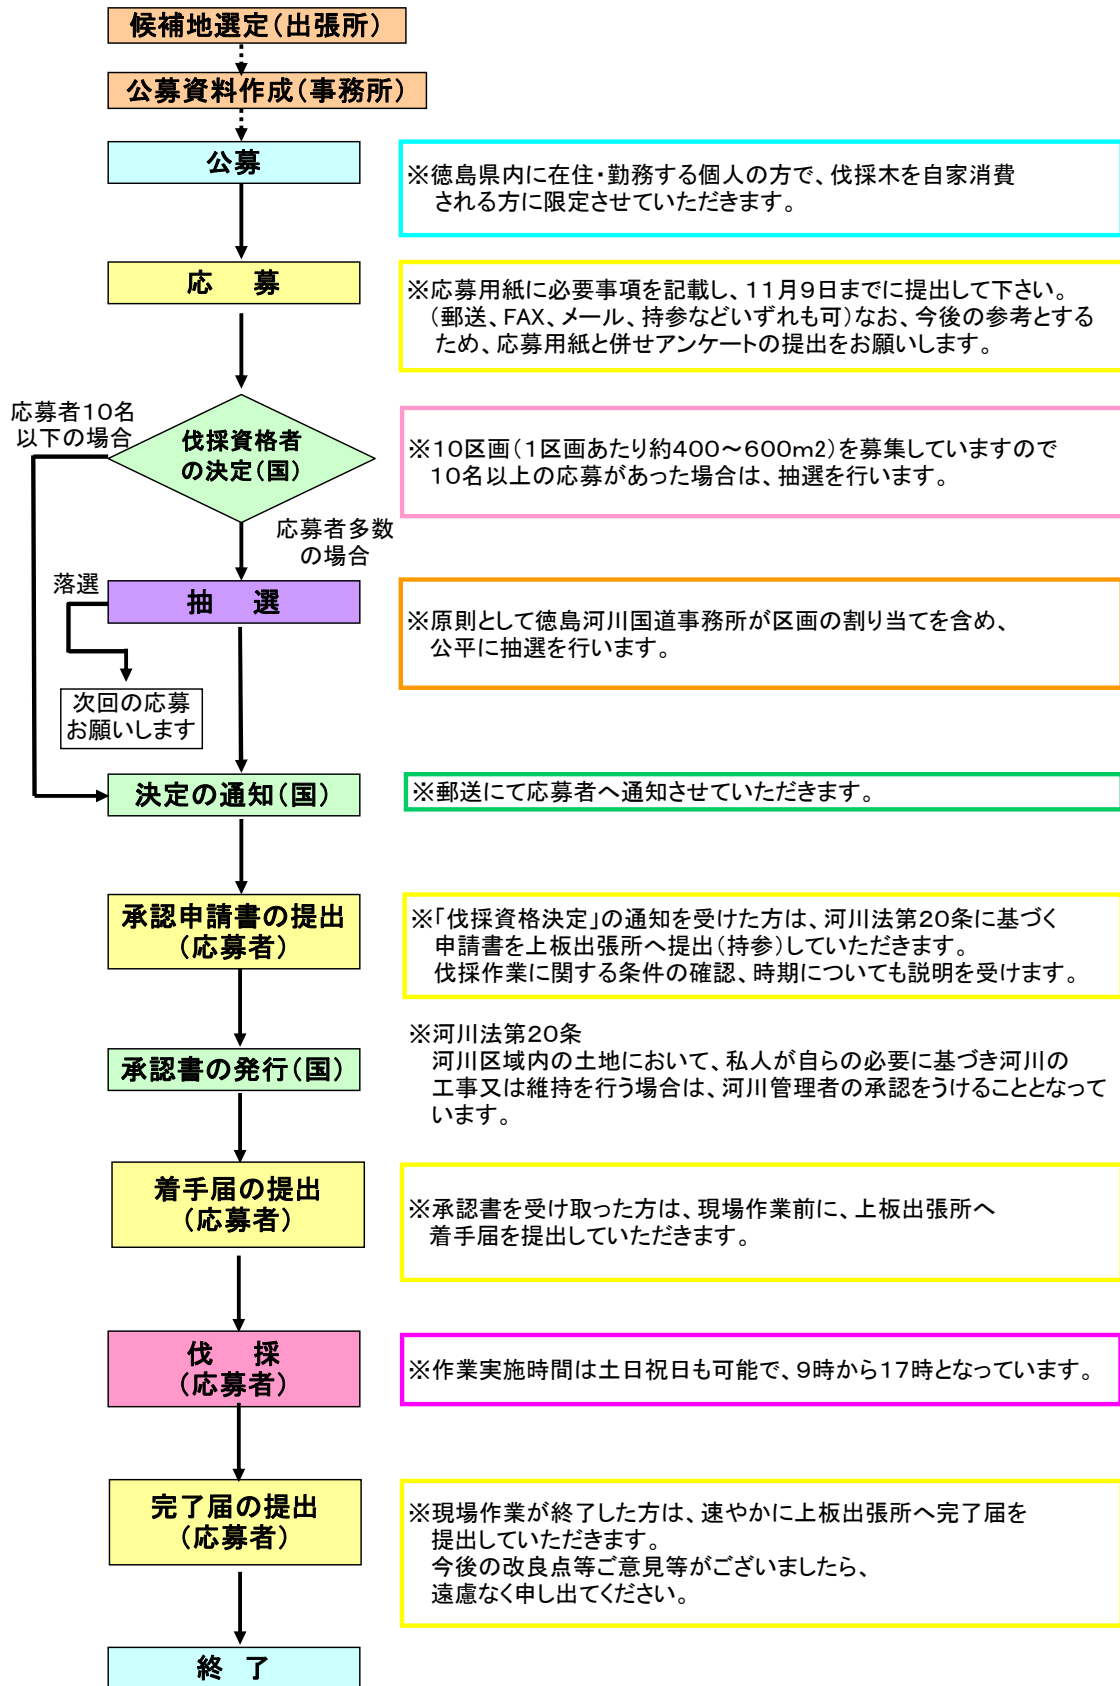 候補地選定(出張所)
公募資料作成(事務所)
公募
※徳島県内に在住・勤務する個人の方で、伐採木を自家消費
される方に限定させていただきます。
応　募
※応募用紙に必要事項を記載し、11月9日までに提出して下さい。
(郵送、FAX、メール、持参などいずれも可)なお、今後の参考とする
ため、応募用紙と併せアンケートの提出をお願いします。
応募者10名
以下の場合
伐採資格者
の決定(国)
※10区画(1区画あたり約400～600m2)を募集していますので
10名以上の応募があった場合は、抽選を行います。
応募者多数
の場合
落選
抽　選
※原則として徳島河川国道事務所が区画の割り当てを含め、
公平に抽選を行います。
次回の応募
お願いします
決定の通知(国)
※郵送にて応募者へ通知させていただきます。
承認申請書の提出
(応募者)
※「伐採資格決定」の通知を受けた方は、河川法第20条に基づく
申請書を上板出張所へ提出(持参)していただきます。
伐採作業に関する条件の確認、時期についても説明を受けます。
承認書の発行(国)
※河川法第20条
河川区域内の土地において、私人が自らの必要に基づき河川の
工事又は維持を行う場合は、河川管理者の承認をうけることとなって
います。
着手届の提出
(応募者)
※承認書を受け取った方は、現場作業前に、上板出張所へ
着手届を提出していただきます。
伐　採
(応募者)
※作業実施時間は土日祝日も可能で、9時から17時となっています。
完了届の提出
(応募者)
※現場作業が終了した方は、速やかに上板出張所へ完了届を
提出していただきます。
今後の改良点等ご意見等がございましたら、
遠慮なく申し出てください。
終　了